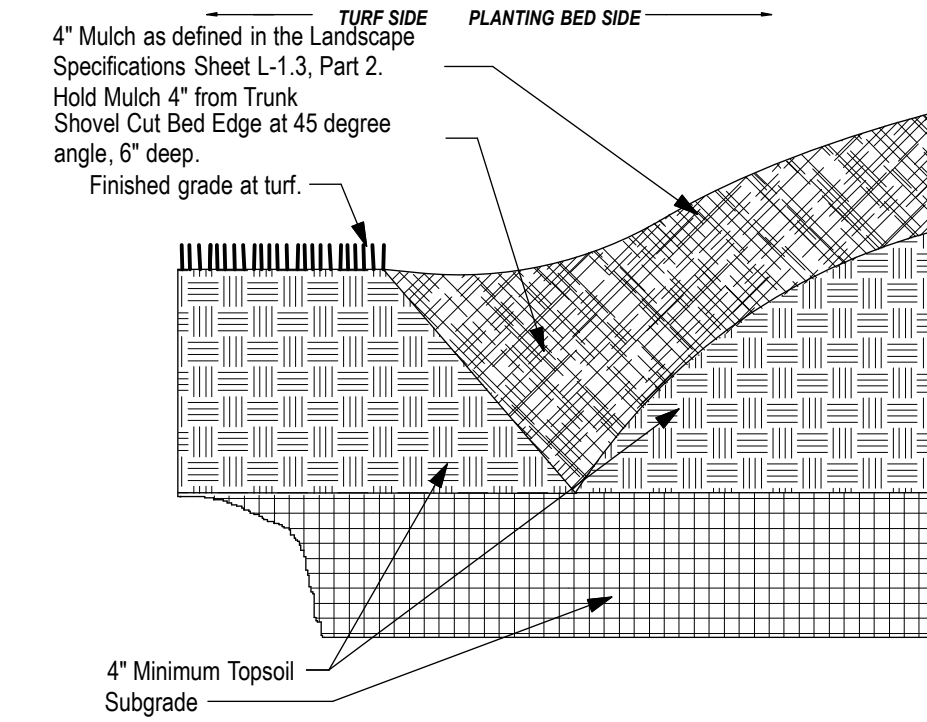 TURF SIDE PLANTING BED SIDE
4" Mulch as defined in the Landscape
Specifications Sheet L-1.3, Part 2.
Hold Mulch 4" from Trunk
Shovel Cut Bed Edge at 45 degree
angle, 6" deep.
Finished grade at turf.
4" Minimum Topsoil
Subgrade